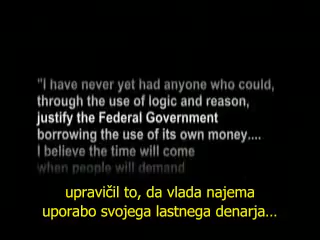 "I have never yet had anyone who could,
through the use of logic and reason,
justify the Federal Government
borrowing the use of its own money....
I believe the time will come
when people will demand
upravičil to, da vlada najema
uporabo svojega lastnega denarja…